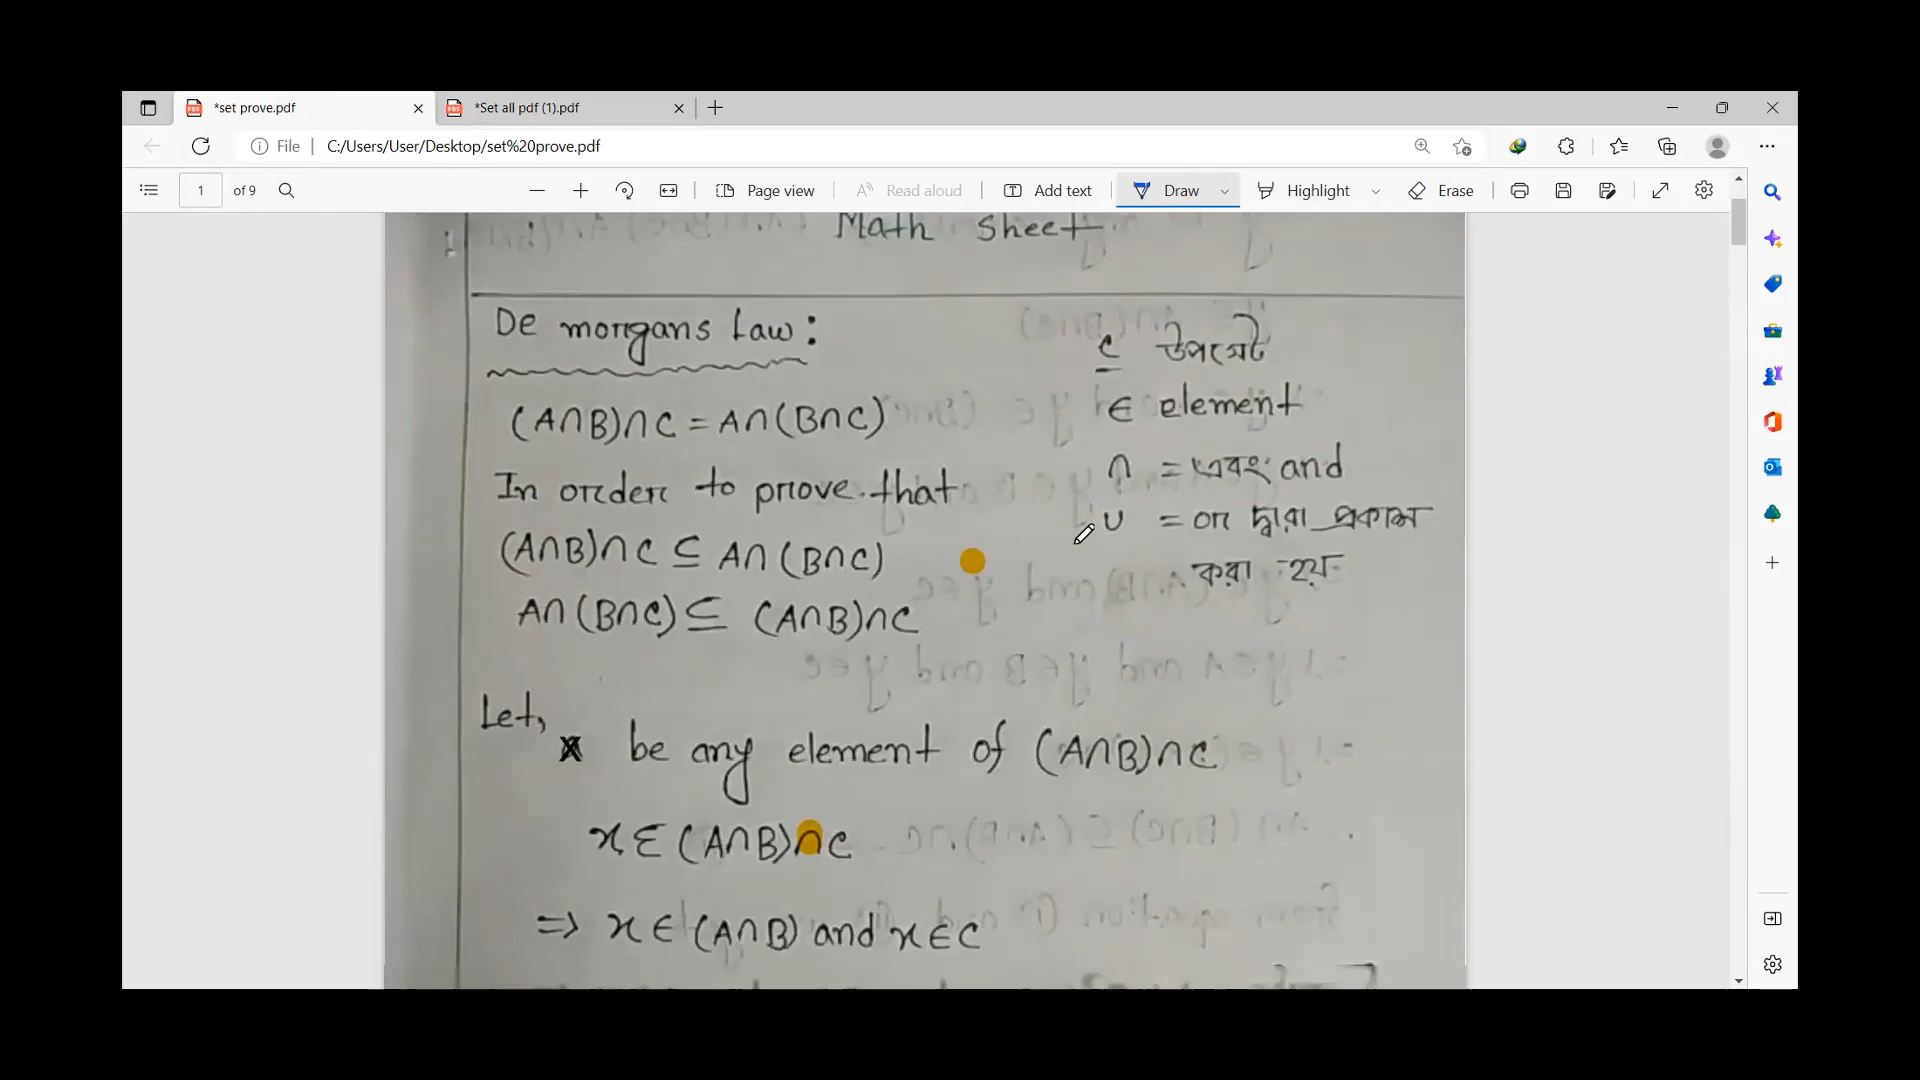 *set prove.pdf
*Set all pdf (1).pdf
File
C:/Users/User/Desktop/set%20prove.pdf
1 of 9
Page view
Read aloud
Add text
Draw
Highlight
Erase
Math Sheet
De morgans Law:
(A∩B)∩C = A∩(B∩C)
In order to prove that
(A∩B)∩C ⊆ A∩(B∩C)
A∩(B∩C) ⊆ (A∩B)∩C
⊆ উপসেট
∈ element
∩ = এবং and
∪ = or দ্বারা প্রকাশ
করা হয়
Let,
x be any element of (A∩B)∩C
x∈(A∩B)∩C
=> x∈(A∩B) and x∈C